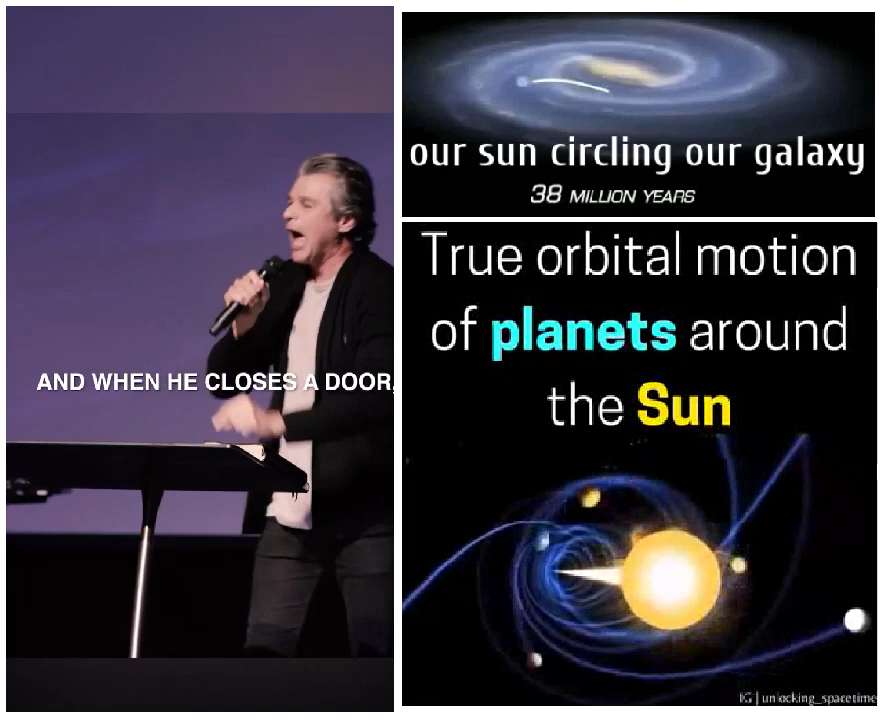 AND WHEN HE CLOSES A DOOR,
our sun circling our galaxy
38 MILLION YEARS
True orbital motion
of planets around
the Sun
IG | unlocking_spacetime